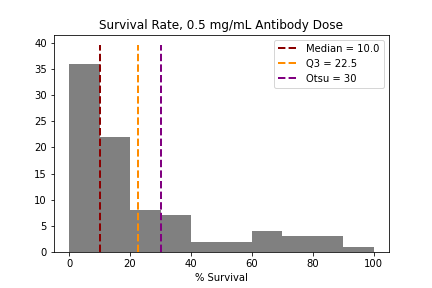 Survival Rate, 0.5 mg/mL Antibody Dose
40
35
30
25
20
15
10
5
0
Median = 10.0
Q3 = 22.5
Otsu = 30
0 20 40 60 80 100
% Survival